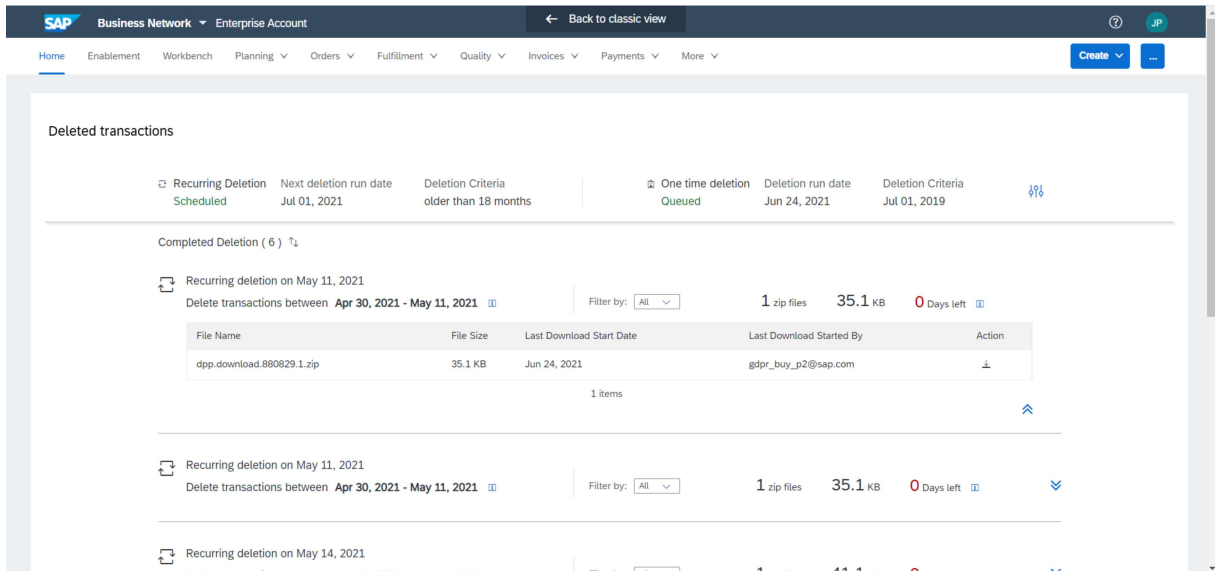 SAP Business Network Enterprise Account ← Back to classic view ? JP
Home Enablement Workbench Planning Orders Fulfillment Quality Invoices Payments More Create ...
Deleted transactions
Recurring Deletion Next deletion run date Deletion Criteria One time deletion Deletion run date Deletion Criteria
Scheduled Jul 01, 2021 older than 18 months Queued Jun 24, 2021 Jul 01, 2019
Completed Deletion ( 6 ) ↑↓
Recurring deletion on May 11, 2021
Delete transactions between Apr 30, 2021 - May 11, 2021 Filter by: All 1 zip files 35.1 KB 0 Days left
File Name File Size Last Download Start Date Last Download Started By Action
dpp.download.880829.1.zip 35.1 KB Jun 24, 2021 gdpr_buy_p2@sap.com
1 items
Recurring deletion on May 11, 2021
Delete transactions between Apr 30, 2021 - May 11, 2021 Filter by: All 1 zip files 35.1 KB 0 Days left
Recurring deletion on May 14, 2021